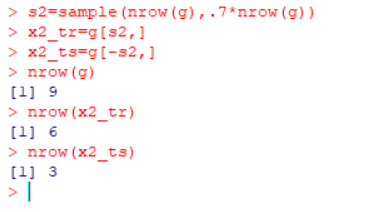 > s2=sample(nrow(g),.7*nrow(g))
> x2_tr=g[s2,]
> x2_ts=g[-s2,]
> nrow(g)
[1] 9
> nrow(x2_tr)
[1] 6
> nrow(x2_ts)
[1] 3
>